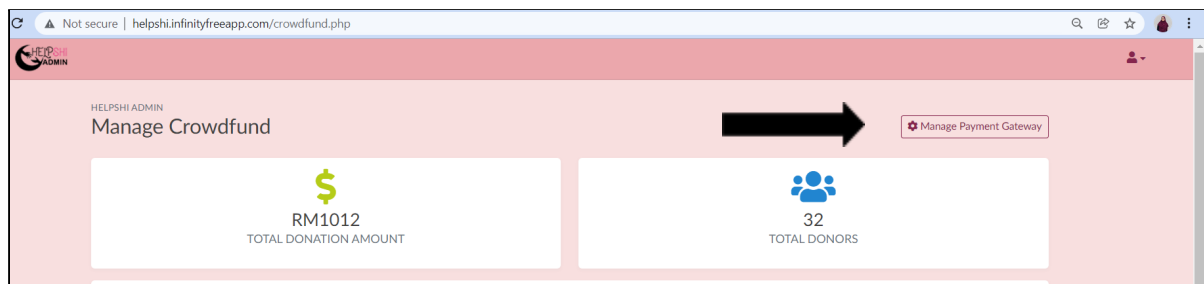 Not secure | helpshi.infinityfreeapp.com/crowdfund.php
HELPSHI
ADMIN
HELPSHI ADMIN
Manage Crowdfund
Manage Payment Gateway
$
RM1012
TOTAL DONATION AMOUNT
32
TOTAL DONORS